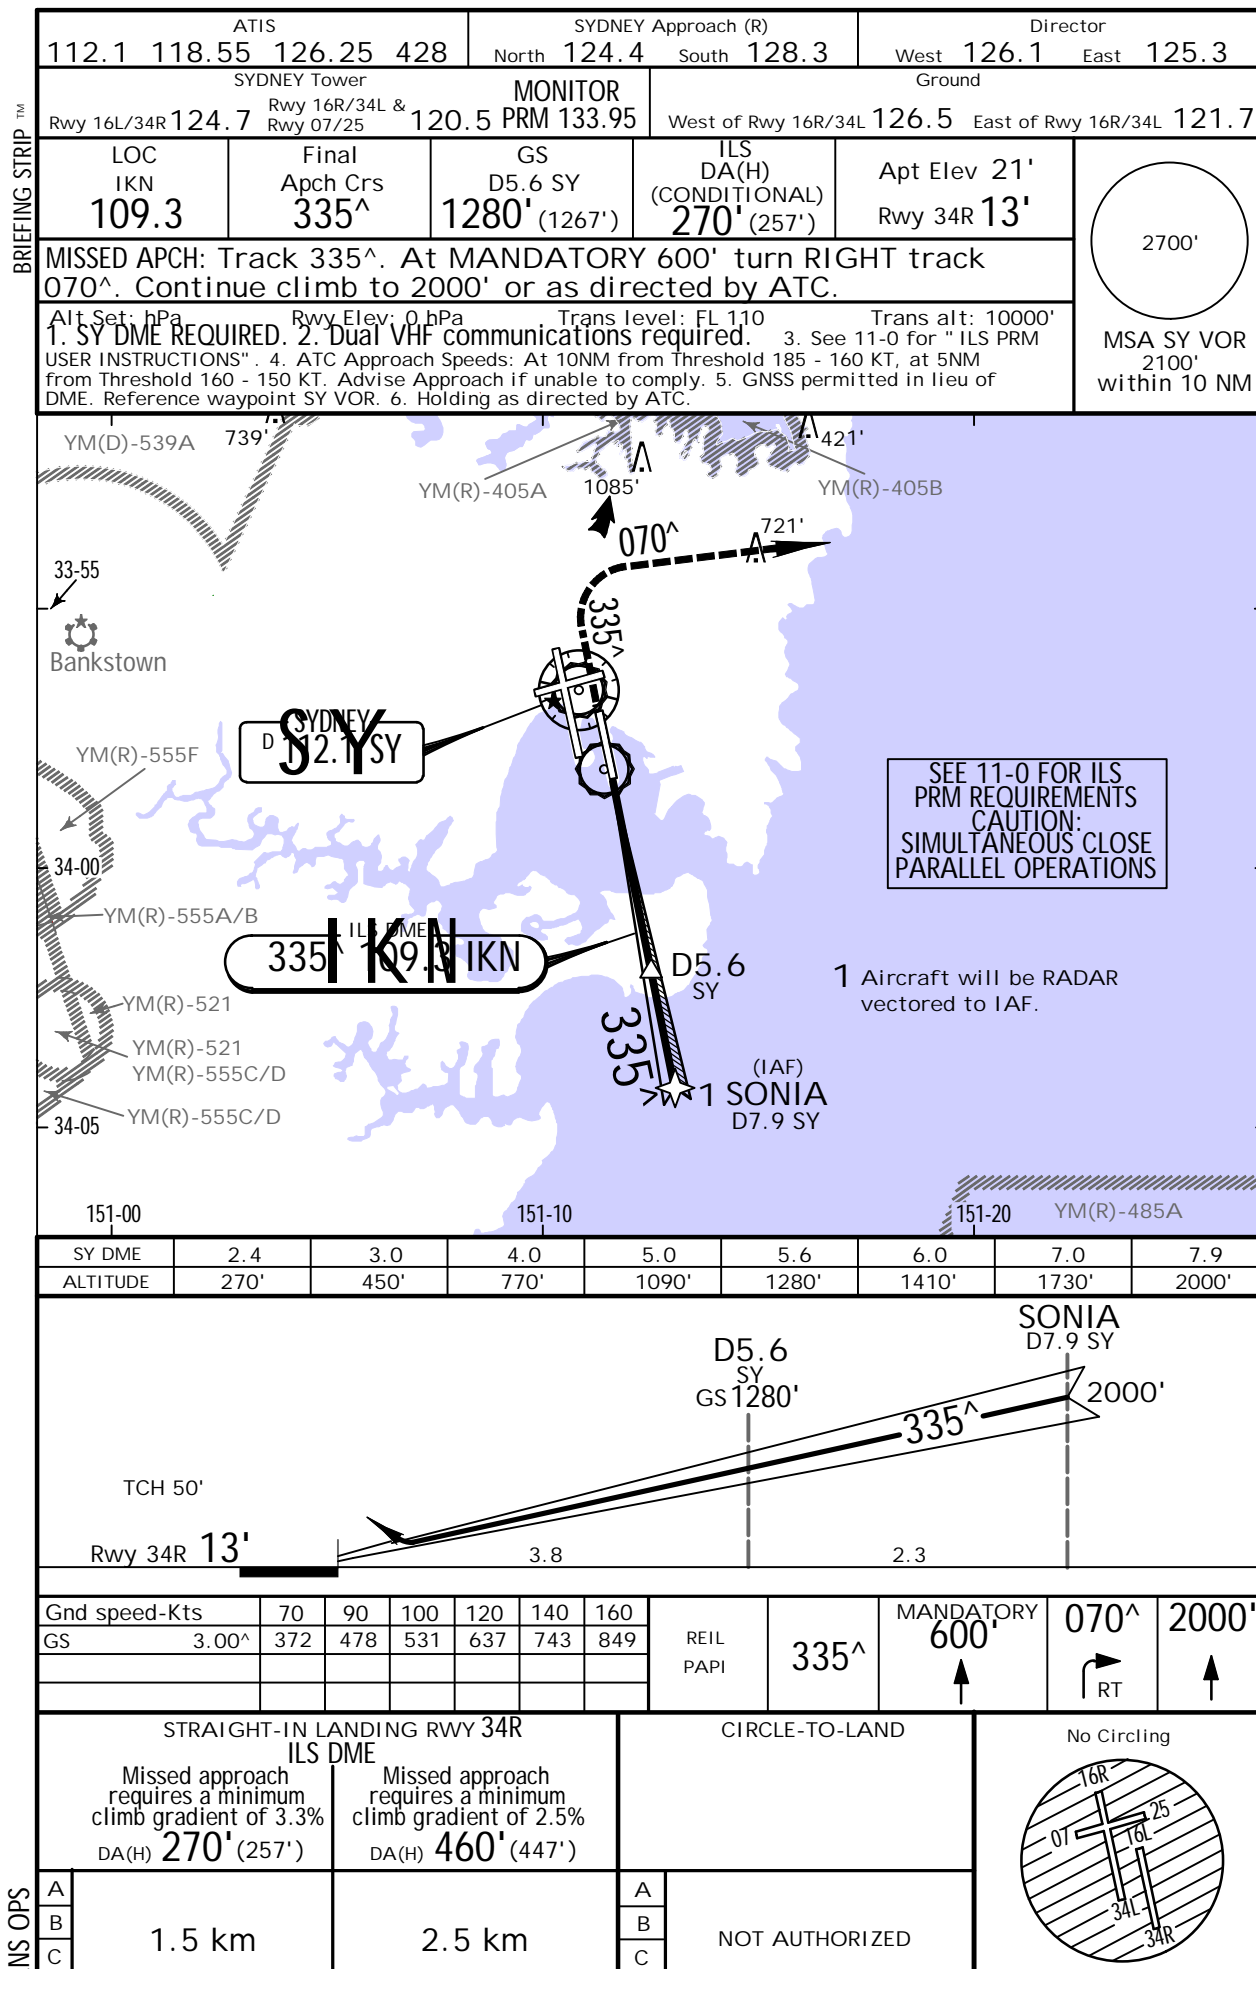 BRIEFING STRIP ™
ATIS
112.1 118.55 126.25 428
SYDNEY Approach (R)
North 124.4 South 128.3
Director
West 126.1 East 125.3
SYDNEY Tower
Rwy 16L/34R 124.7
Rwy 16R/34L &
Rwy 07/25 120.5
MONITOR
PRM 133.95
Ground
West of Rwy 16R/34L 126.5 East of Rwy 16R/34L 121.7
LOC
IKN
109.3
Final
Apch Crs
335^
GS
D5.6 SY
1280' (1267')
ILS
DA(H)
(CONDITIONAL)
270' (257')
Apt Elev 21'
Rwy 34R 13'
2700'
MSA SY VOR
2100'
within 10 NM
MISSED APCH: Track 335^. At MANDATORY 600' turn RIGHT track
070^. Continue climb to 2000' or as directed by ATC.
Alt Set: hPa Rwy Elev: 0 hPa Trans level: FL 110 Trans alt: 10000'
1. SY DME REQUIRED. 2. Dual VHF communications required. 3. See 11-0 for "ILS PRM
USER INSTRUCTIONS". 4. ATC Approach Speeds: At 10NM from Threshold 185 - 160 KT, at 5NM
from Threshold 160 - 150 KT. Advise Approach if unable to comply. 5. GNSS permitted in lieu of
DME. Reference waypoint SY VOR. 6. Holding as directed by ATC.
YM(D)-539A
739'
YM(R)-405A
1085'
421'
YM(R)-405B
070^
721'
33-55
335^
Bankstown
SYDNEY
D 112.1 SY
SY
YM(R)-555F
SEE 11-0 FOR ILS
PRM REQUIREMENTS
CAUTION:
SIMULTANEOUS CLOSE
PARALLEL OPERATIONS
34-00
YM(R)-555A/B
ILS DME
335^ 109.3 IKN
IKN
D5.6
SY
1 Aircraft will be RADAR
vectored to IAF.
YM(R)-521
335^
YM(R)-521
YM(R)-555C/D
(IAF)
1 SONIA
D7.9 SY
YM(R)-555C/D
34-05
151-00
151-10
151-20
YM(R)-485A
SY DME 2.4 3.0 4.0 5.0 5.6 6.0 7.0 7.9
ALTITUDE 270' 450' 770' 1090' 1280' 1410' 1730' 2000'
SONIA
D7.9 SY
D5.6
SY
GS 1280'
2000'
335^
TCH 50'
Rwy 34R 13'
3.8
2.3
Gnd speed-Kts 70 90 100 120 140 160
GS 3.00^ 372 478 531 637 743 849
REIL
PAPI
335^
MANDATORY
600'
070^
RT
2000'
STRAIGHT-IN LANDING RWY 34R
ILS DME
Missed approach
requires a minimum
climb gradient of 3.3%
DA(H) 270' (257')
Missed approach
requires a minimum
climb gradient of 2.5%
DA(H) 460' (447')
CIRCLE-TO-LAND
No Circling
16R
25
07
16L
34L
34R
A
B
C
1.5 km
2.5 km
A
B
C
NOT AUTHORIZED
NS OPS